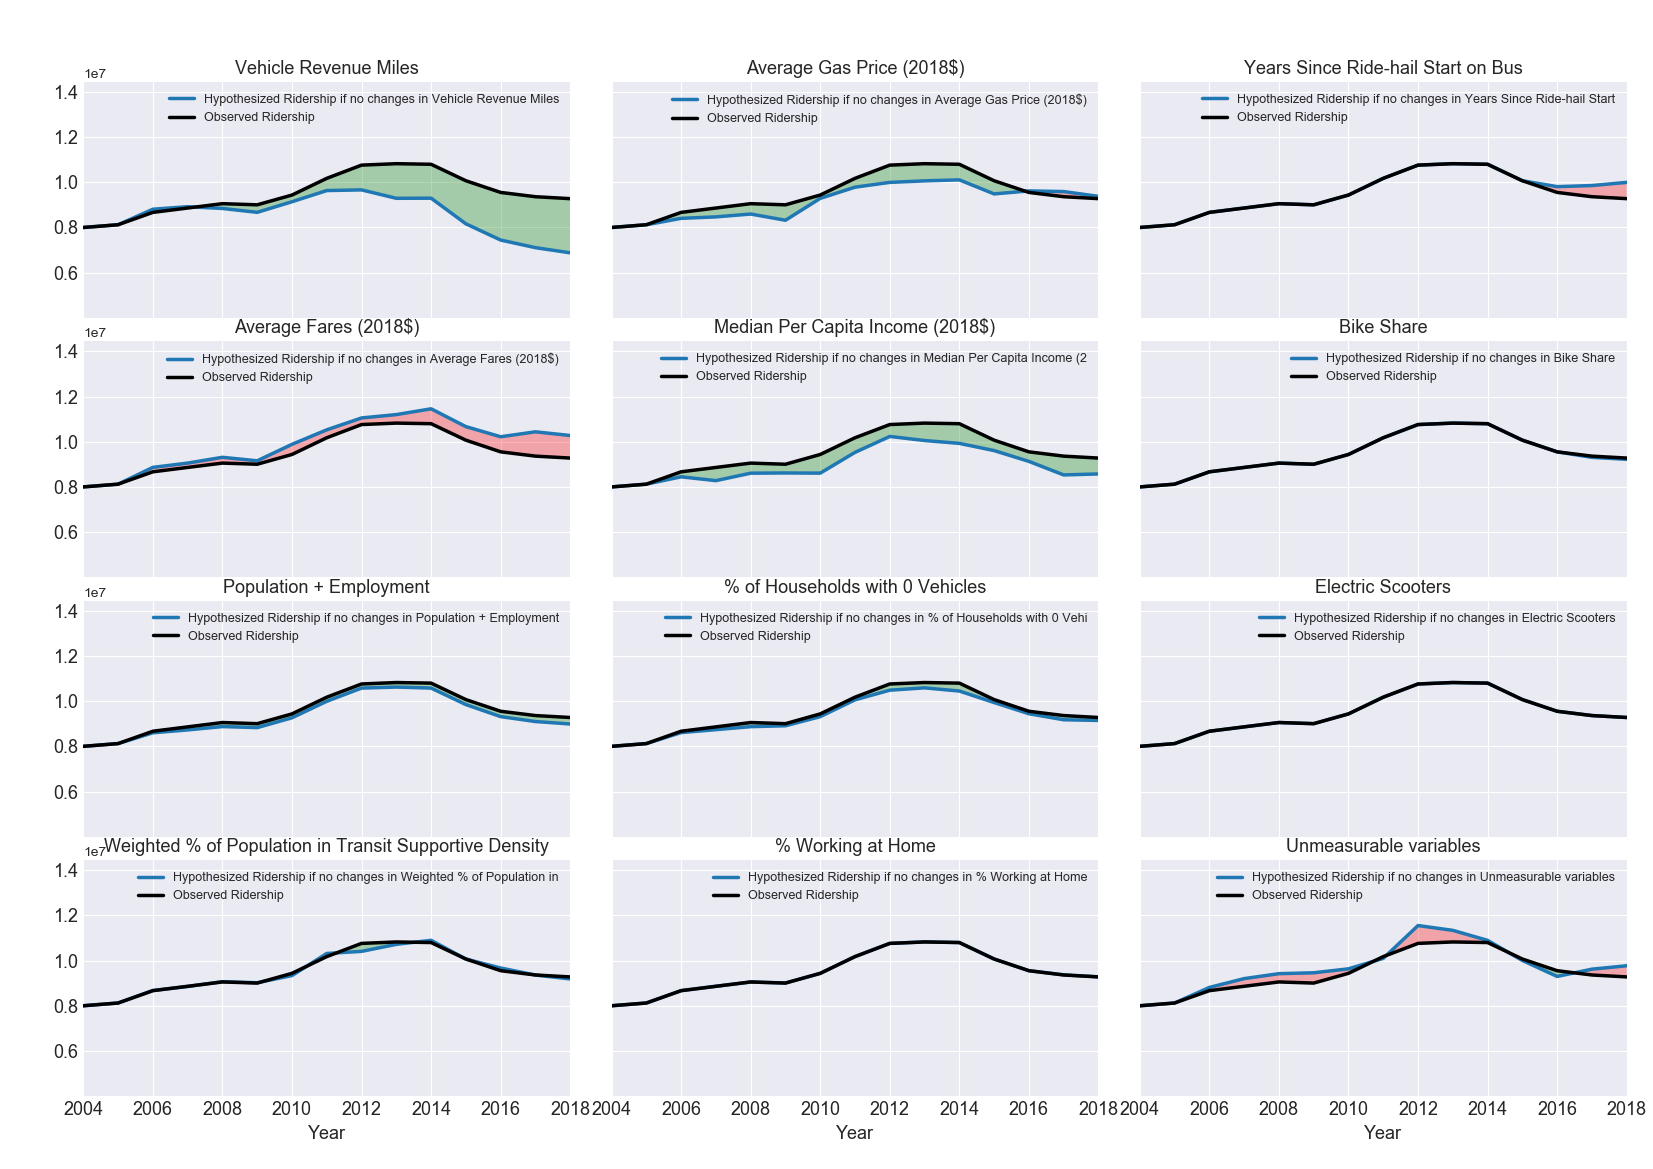 Vehicle Revenue Miles
1e7
Hypothesized Ridership if no changes in Vehicle Revenue Miles
Observed Ridership
1.4
1.2
1.0
0.8
0.6
Average Gas Price (2018$)
Hypothesized Ridership if no changes in Average Gas Price (2018$)
Observed Ridership
Years Since Ride-hail Start on Bus
Hypothesized Ridership if no changes in Years Since Ride-hail Start
Observed Ridership
Average Fares (2018$)
1e7
Hypothesized Ridership if no changes in Average Fares (2018$)
Observed Ridership
1.4
1.2
1.0
0.8
0.6
Median Per Capita Income (2018$)
Hypothesized Ridership if no changes in Median Per Capita Income (2
Observed Ridership
Bike Share
Hypothesized Ridership if no changes in Bike Share
Observed Ridership
Population + Employment
1e7
Hypothesized Ridership if no changes in Population + Employment
Observed Ridership
1.4
1.2
1.0
0.8
0.6
% of Households with 0 Vehicles
Hypothesized Ridership if no changes in % of Households with 0 Vehi
Observed Ridership
Electric Scooters
Hypothesized Ridership if no changes in Electric Scooters
Observed Ridership
Weighted % of Population in Transit Supportive Density
1e7
Hypothesized Ridership if no changes in Weighted % of Population in
Observed Ridership
1.4
1.2
1.0
0.8
0.6
2004 2006 2008 2010 2012 2014 2016 2018
Year
% Working at Home
Hypothesized Ridership if no changes in % Working at Home
Observed Ridership
2004 2006 2008 2010 2012 2014 2016 2018
Year
Unmeasurable variables
Hypothesized Ridership if no changes in Unmeasurable variables
Observed Ridership
2004 2006 2008 2010 2012 2014 2016 2018
Year